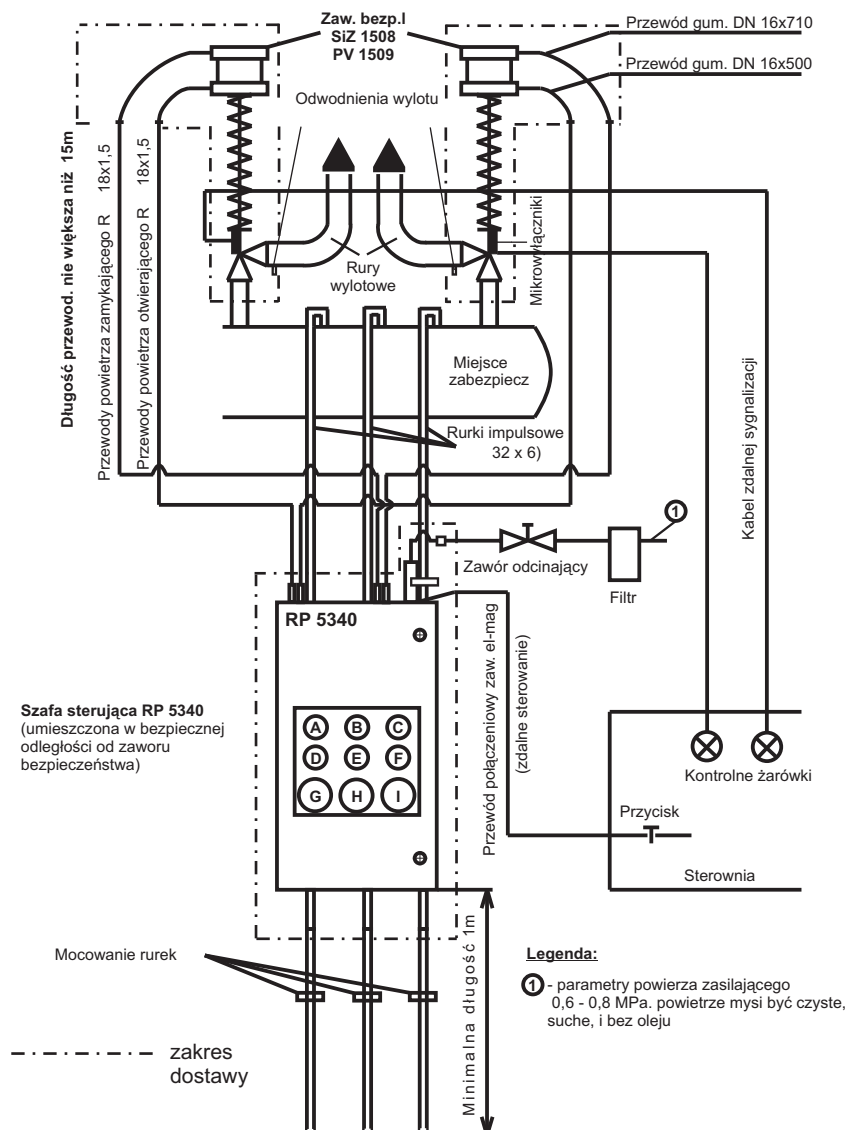 Zaw. bezp.I
SiZ 1508
PV 1509
Przewód gum. DN 16x710
Przewód gum. DN 16x500
Odwodnienia wylotu
Długość przewod. nie większa niż 15m
Przewody powietrza zamykającego R 18x1,5
Przewody powietrza otwierającego R 18x1,5
Rury
wylotowe
Mikrowyłączniki
Miejsce
zabezpiecz
Rurki impulsowe
32 x 6)
Kabel zdalnej sygnalizacji
1
Zawór odcinający
Filtr
RP 5340
Szafa sterująca RP 5340
(umieszczona w bezpiecznej
odległości od zaworu
bezpieczeństwa)
A B C
D E F
G H I
Przewód połączeniowy zaw. el-mag
(zdalne sterowanie)
Kontrolne żarówki
Przycisk
Sterownia
Mocowanie rurek
Minimalna długość 1m
Legenda:
1 - parametry powierza zasilającego
0,6 - 0,8 MPa. powietrze mysi być czyste,
suche, i bez oleju
zakres
dostawy